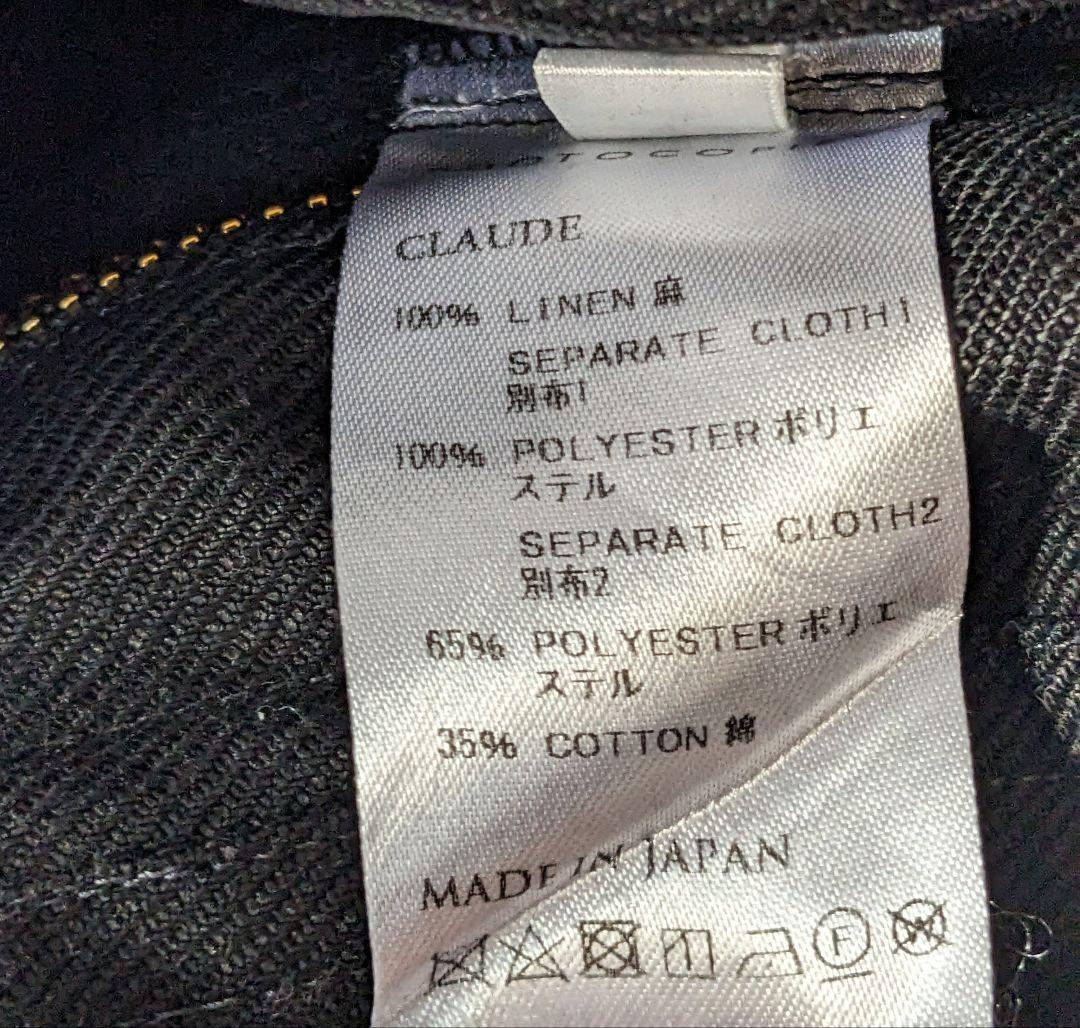 CLAUDE
100% LINEN 麻
SEPARATE CLOTH1
別布1
100% POLYESTER ポリエ
ステル
SEPARATE CLOTH2
別布2
65% POLYESTER ポリエ
ステル
35% COTTON 綿
MADE IN JAPAN
F W